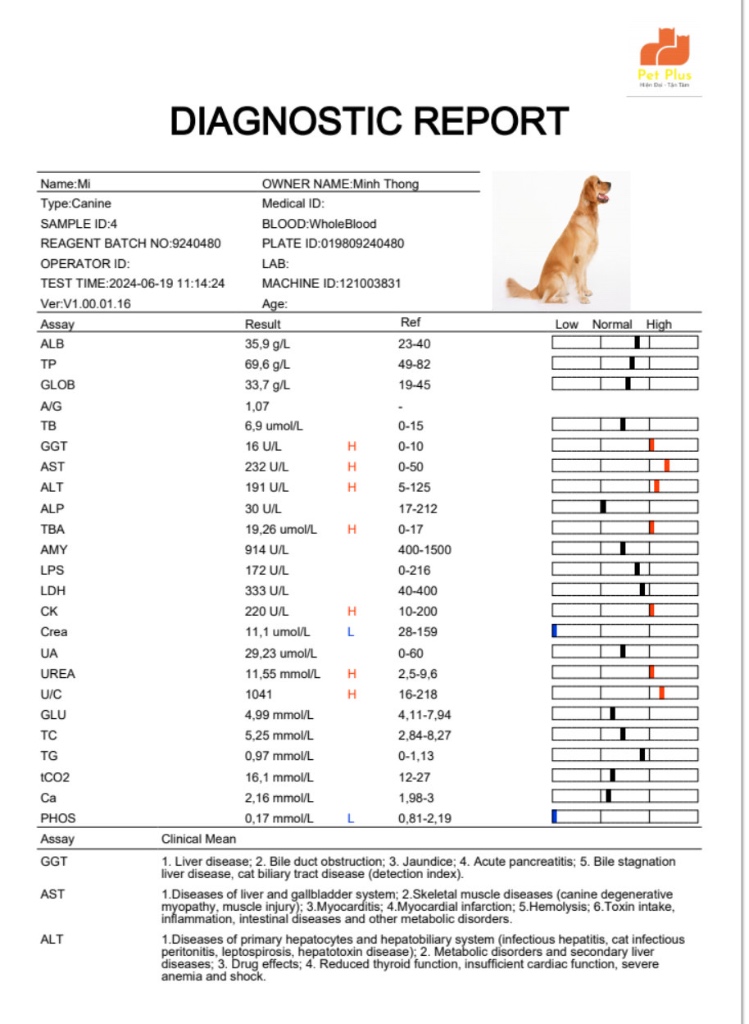 Pet Plus
Hiện Đại - Tận Tâm
DIAGNOSTIC REPORT
Name:Mi OWNER NAME:Minh Thong
Type:Canine Medical ID:
SAMPLE ID:4 BLOOD:WholeBlood
REAGENT BATCH NO:9240480 PLATE ID:019809240480
OPERATOR ID: LAB:
TEST TIME:2024-06-19 11:14:24 MACHINE ID:121003831
Ver:V1.00.01.16 Age:
Assay Result Ref Low Normal High
ALB 35,9 g/L 23-40
TP 69,6 g/L 49-82
GLOB 33,7 g/L 19-45
A/G 1,07 -
TB 6,9 umol/L 0-15
GGT 16 U/L H 0-10
AST 232 U/L H 0-50
ALT 191 U/L H 5-125
ALP 30 U/L 17-212
TBA 19,26 umol/L H 0-17
AMY 914 U/L 400-1500
LPS 172 U/L 0-216
LDH 333 U/L 40-400
CK 220 U/L H 10-200
Crea 11,1 umol/L L 28-159
UA 29,23 umol/L 0-60
UREA 11,55 mmol/L H 2,5-9,6
U/C 1041 H 16-218
GLU 4,99 mmol/L 4,11-7,94
TC 5,25 mmol/L 2,84-8,27
TG 0,97 mmol/L 0-1,13
tCO2 16,1 mmol/L 12-27
Ca 2,16 mmol/L 1,98-3
PHOS 0,17 mmol/L L 0,81-2,19
Assay Clinical Mean
GGT 1. Liver disease; 2. Bile duct obstruction; 3. Jaundice; 4. Acute pancreatitis; 5. Bile stagnation
liver disease, cat biliary tract disease (detection index).
AST 1.Diseases of liver and gallbladder system; 2.Skeletal muscle diseases (canine degenerative
myopathy, muscle injury); 3.Myocarditis; 4.Myocardial infarction; 5.Hemolysis; 6.Toxin intake,
inflammation, intestinal diseases and other metabolic disorders.
ALT 1.Diseases of primary hepatocytes and hepatobiliary system (infectious hepatitis, cat infectious
peritonitis, leptospirosis, hepatotoxin disease); 2. Metabolic disorders and secondary liver
diseases; 3. Drug effects; 4. Reduced thyroid function, insufficient cardiac function, severe
anemia and shock.